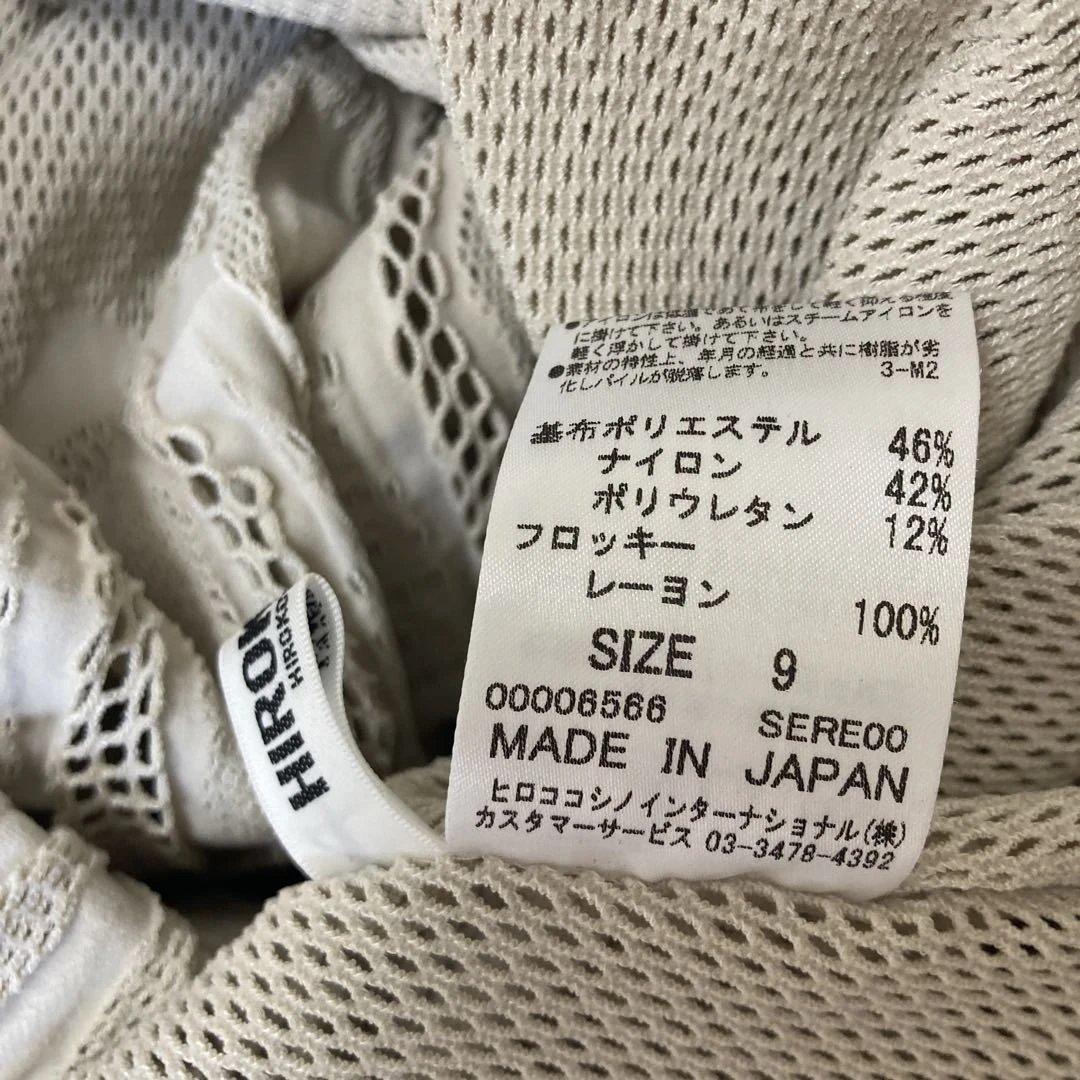 ●アイロンは低温であて布をして軽く抑える程度
に掛けて下さい。あるいはスチームアイロンを
軽く浮かして掛けて下さい。
●素材の特性上、年月の経過と共に樹脂が劣
化しパイルが脱落します。 3-M2
基布ポリエステル 46%
ナイロン 42%
ポリウレタン 12%
フロッキー
レーヨン 100%
SIZE 9
00006566 SERE00
MADE IN JAPAN
ヒロココシノインターナショナル(株)
カスタマーサービス 03-3478-4392